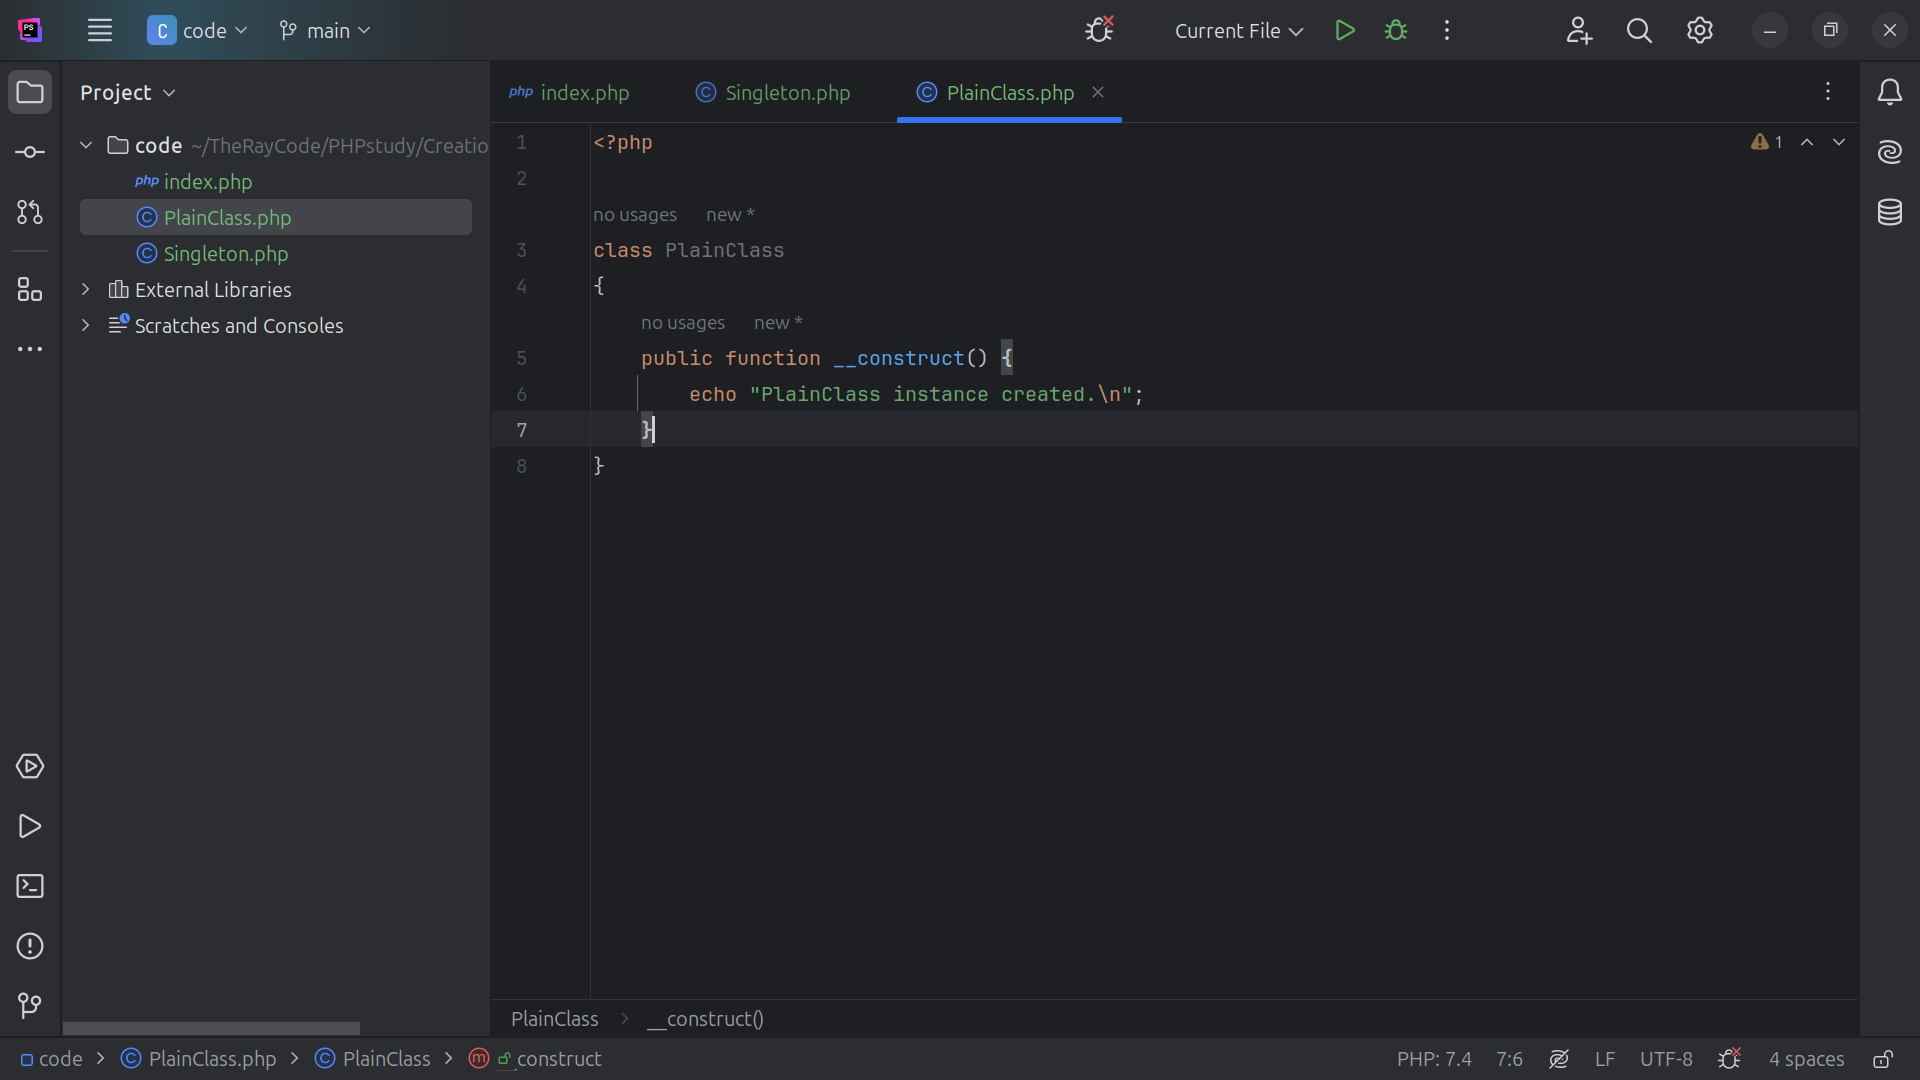 PS
C code
main
Current File
Project
code ~/TheRayCode/PHPstudy/Creatio
php index.php
C PlainClass.php
C Singleton.php
External Libraries
Scratches and Consoles
php index.php
C Singleton.php
C PlainClass.php
1 <?php
1
2
no usages new *
3 class PlainClass
4 {
no usages new *
5 public function __construct() {
6 echo "PlainClass instance created.\n";
7 }
8 }
PlainClass > __construct()
code > C PlainClass.php > C PlainClass > m __construct
PHP: 7.4 7:6 LF UTF-8 4 spaces